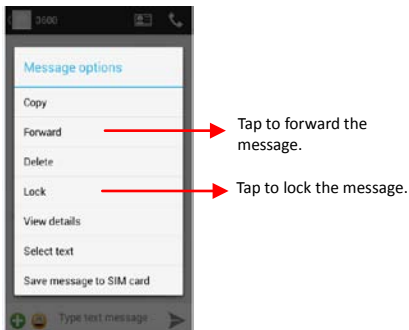 3600
Message options
Copy
Forward
Tap to forward the
message.
Delete
Lock
Tap to lock the message.
View details
Select text
Save message to SIM card
Type text message